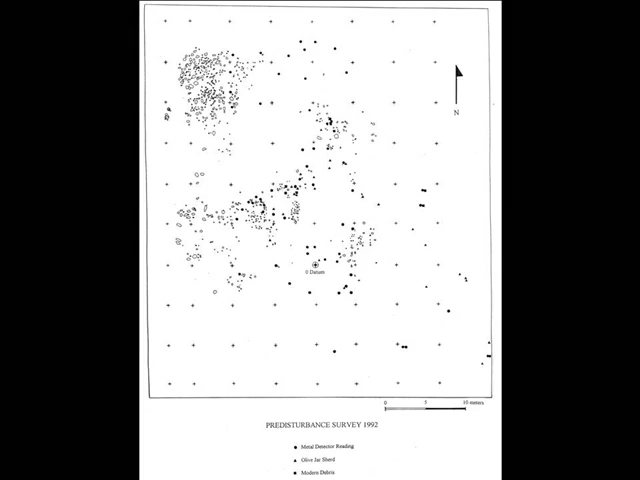 N
0 Datum
0 5 10 meters
PREDISTURBANCE SURVEY 1992
Metal Detector Reading
Olive Jar Sherd
Modern Debris